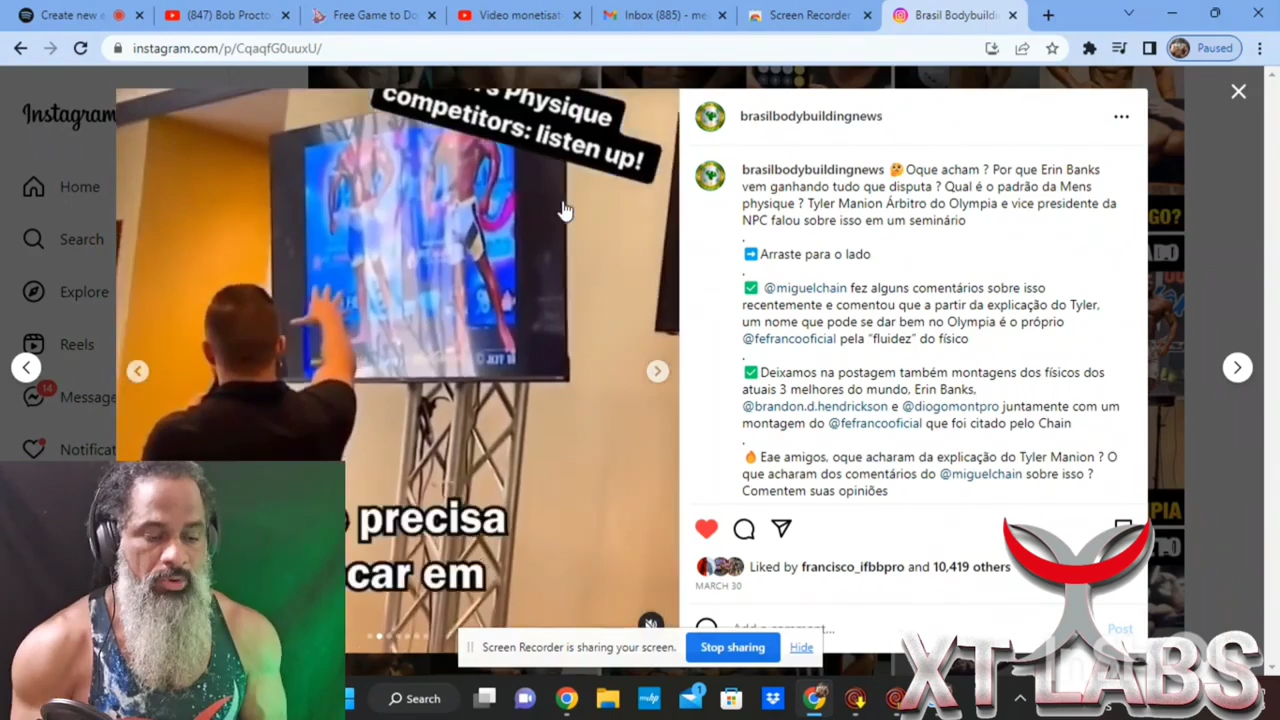 Create new e
(847) Bob Procto
Free Game to Do
Video monetisat
Inbox (885) - me
Screen Recorder
Brasil Bodybuildi
instagram.com/p/CqaqfG0uuxU/
Paused
Instagram
Home
Search
Explore
Reels
14
Message
Notificat
Physique
competitors: listen up!
precisa
car em
brasilbodybuildingnews
brasilbodybuildingnews 🤔Oque acham ? Por que Erin Banks
vem ganhando tudo que disputa ? Qual é o padrão da Mens
physique ? Tyler Manion Árbitro do Olympia e vice presidente da
NPC falou sobre isso em um seminário
.
➡️Arraste para o lado
.
✅ @miguelchain fez alguns comentários sobre isso
recentemente e comentou que a partir da explicação do Tyler,
um nome que pode se dar bem no Olympia é o próprio
@fefrancooficial pela “fluidez” do físico
.
✅Deixamos na postagem também montagens dos físicos dos
atuais 3 melhores do mundo, Erin Banks,
@brandon.d.hendrickson e @diogomontpro juntamente com um
montagem do @fefrancooficial que foi citado pelo Chain
.
🔥Eae amigos, oque acharam da explicação do Tyler Manion ? O
que acharam dos comentários do @miguelchain sobre isso ?
Comentem suas opiniões
Liked by francisco_ifbbpro and 10,419 others
MARCH 30
Add a comment...
Post
Screen Recorder is sharing your screen.
Stop sharing
Hide
XT LABS
Search